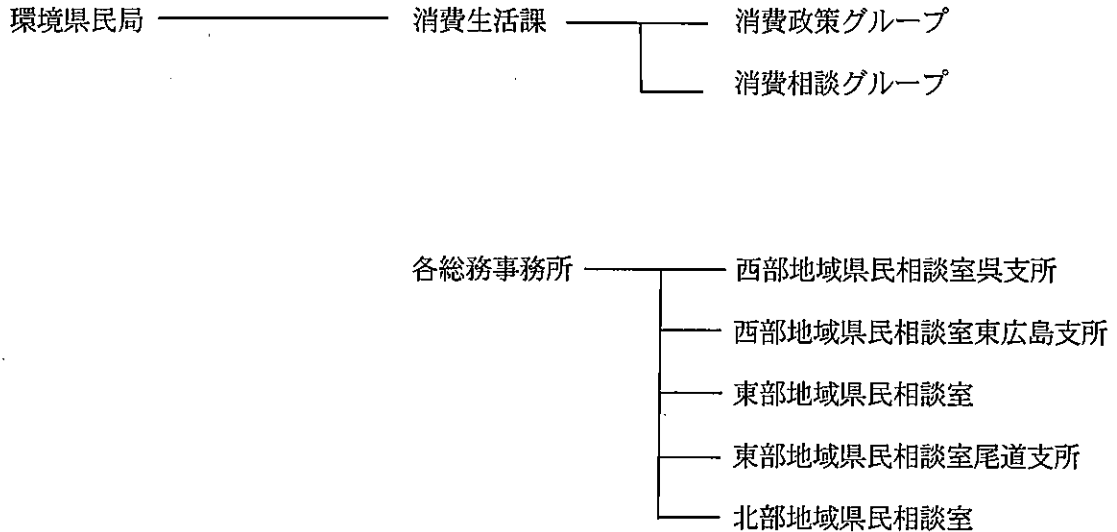 環境県民局 消費生活課 消費政策グループ
消費相談グループ
各総務事務所 西部地域県民相談室呉支所
西部地域県民相談室東広島支所
東部地域県民相談室
東部地域県民相談室尾道支所
北部地域県民相談室